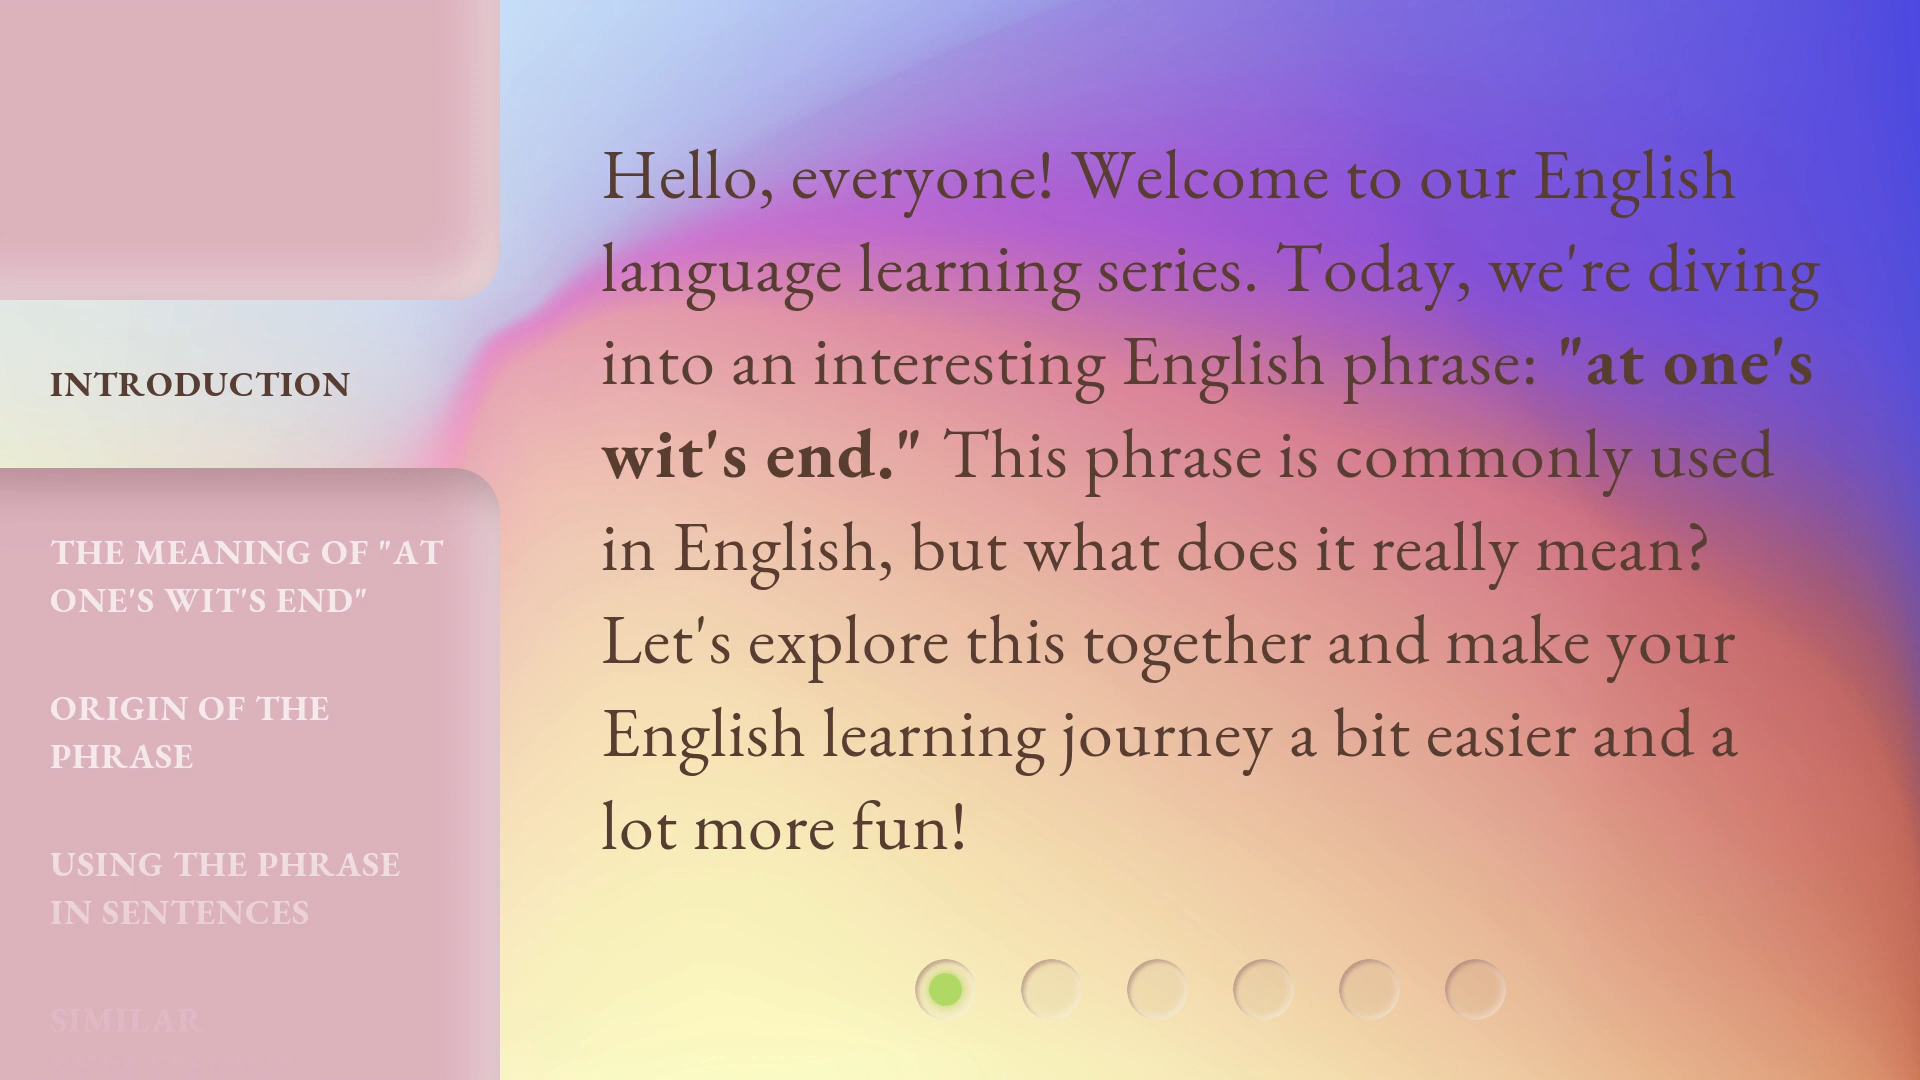 INTRODUCTION
THE MEANING OF "AT
ONE'S WIT'S END"
ORIGIN OF THE
PHRASE
USING THE PHRASE
IN SENTENCES
SIMILAR
Hello, everyone! Welcome to our English
language learning series. Today, we're diving
into an interesting English phrase: "at one's
wit's end." This phrase is commonly used
in English, but what does it really mean?
Let's explore this together and make your
English learning journey a bit easier and a
lot more fun!